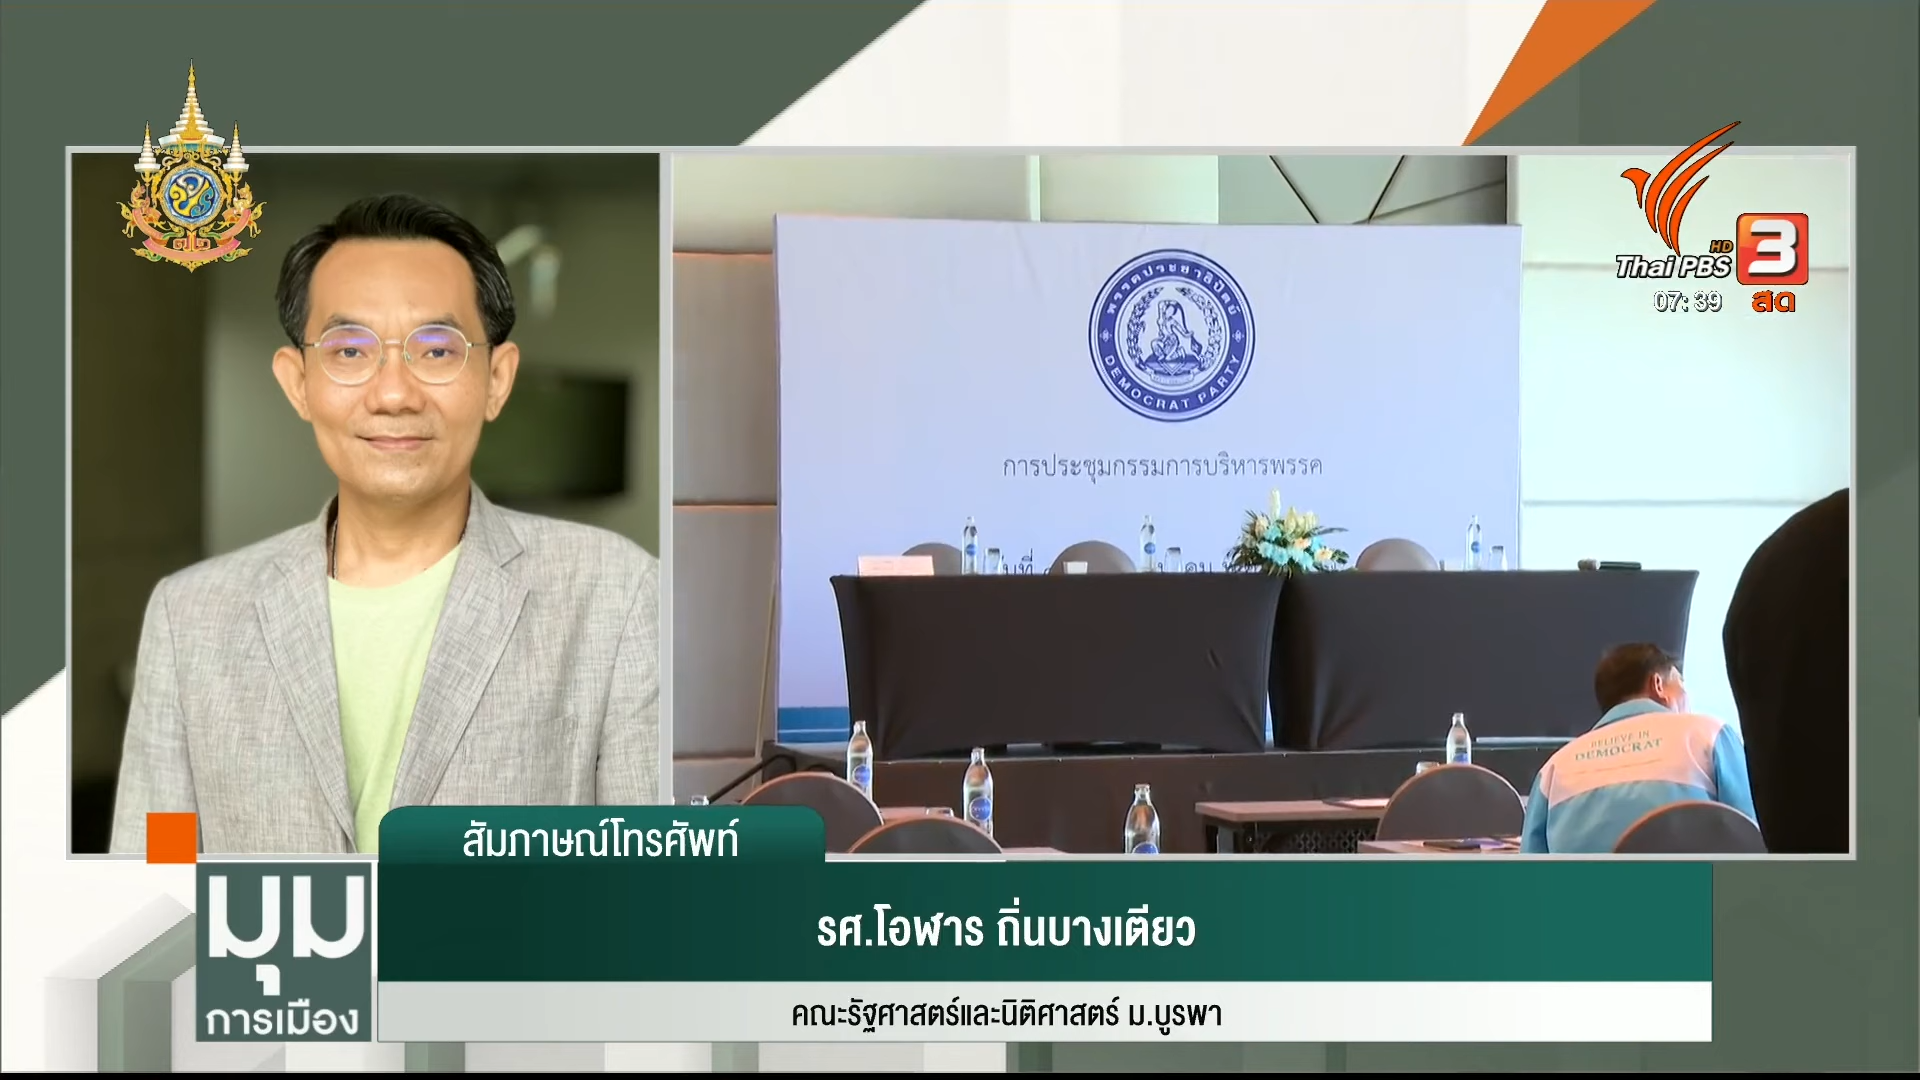 พรรคประชาธิปัตย์
DEMOCRAT PARTY
การประชุมกรรมการบริหารพรรค
Thai PBS HD 3
07:39 สด
BELIEVE IN
DEMOCRAT
สัมภาษณ์โทรศัพท์
มุม
การเมือง
รศ.โอฬาร ถิ่นบางเตียว
คณะรัฐศาสตร์และนิติศาสตร์ ม.บูรพา
๗๒